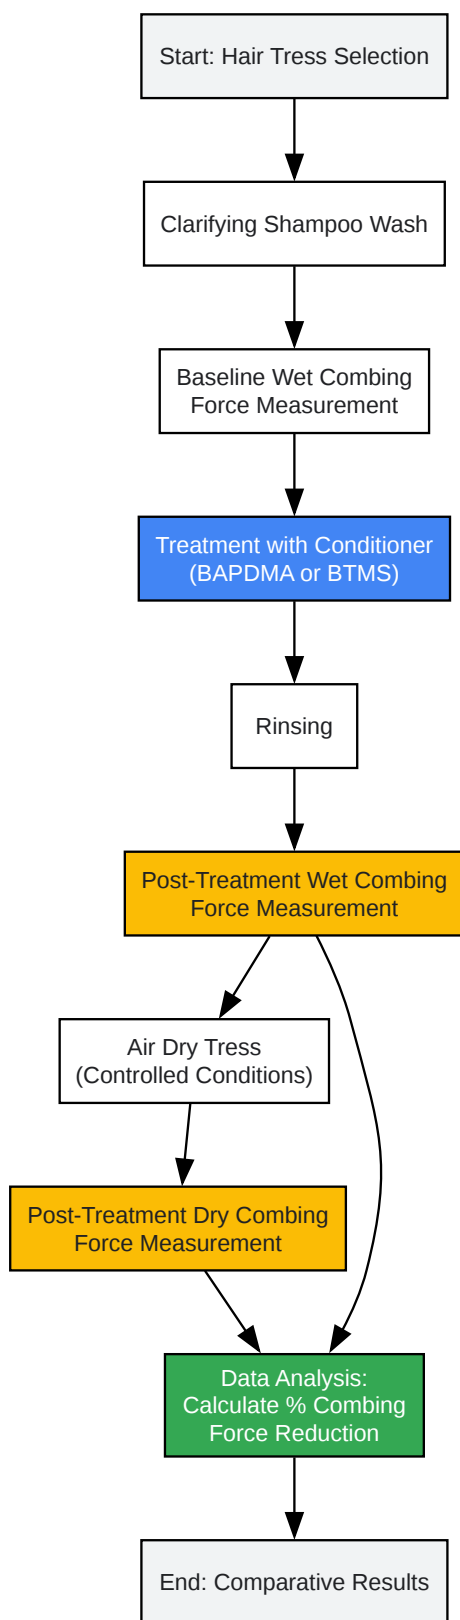 Start: Hair Tress Selection
Clarifying Shampoo Wash
Baseline Wet Combing
Force Measurement
Treatment with Conditioner
(BAPDMA or BTMS)
Rinsing
Post-Treatment Wet Combing
Force Measurement
Air Dry Tress
(Controlled Conditions)
Post-Treatment Dry Combing
Force Measurement
Data Analysis:
Calculate % Combing
Force Reduction
End: Comparative Results